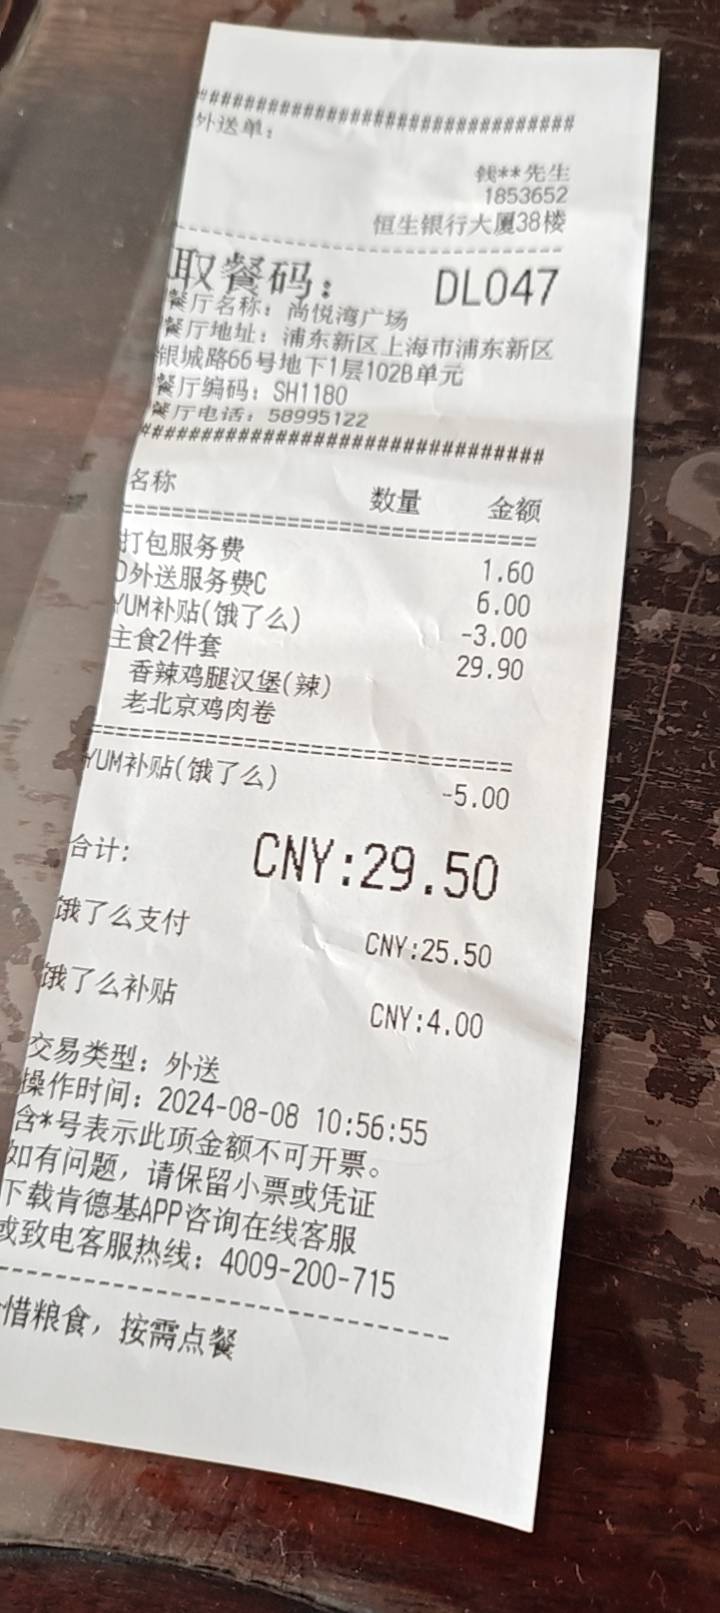 ################################
外送单：
钱**先生
1853652
恒生银行大厦38楼
取餐码： DL047
餐厅名称：尚悦湾广场
餐厅地址：浦东新区上海市浦东新区
银城路66号地下1层102B单元
餐厅编码：SH1180
餐厅电话：58995122
################################
名称 数量 金额
打包服务费 1.60
D外送服务费C 6.00
YUM补贴(饿了么) -3.00
主食2件套 29.90
香辣鸡腿汉堡(辣)
老北京鸡肉卷
YUM补贴(饿了么) -5.00
合计： CNY:29.50
饿了么支付 CNY:25.50
饿了么补贴 CNY:4.00
交易类型：外送
操作时间：2024-08-08 10:56:55
含*号表示此项金额不可开票。
如有问题，请保留小票或凭证
下载肯德基APP咨询在线客服
或致电客服热线：4009-200-715
惜粮食，按需点餐